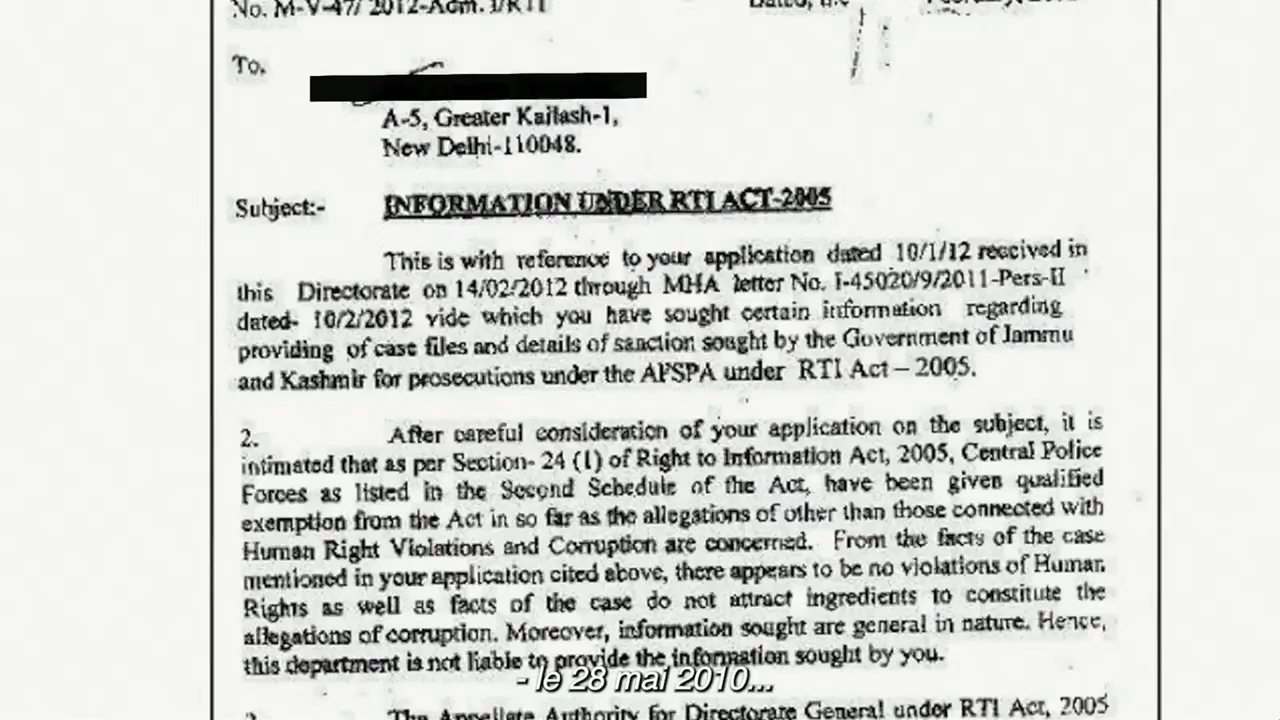 No. M-V-47/ 2012-Adm. I/RTI
Dated, the February,
To,
A-5, Greater Kailash-1,
New Delhi-110048.
Subject:- INFORMATION UNDER RTI ACT-2005
This is with reference to your application dated 10/1/12 received in
this Directorate on 14/02/2012 through MHA letter No. I-45020/9/2011-Pers-II
dated- 10/2/2012 vide which you have sought certain information regarding
providing of case files and details of sanction sought by the Government of Jammu
and Kashmir for prosecutions under the AFSPA under RTI Act – 2005.
2. After careful consideration of your application on the subject, it is
intimated that as per Section- 24 (1) of Right to Information Act, 2005, Central Police
Forces as listed in the Second Schedule of the Act, have been given qualified
exemption from the Act in so far as the allegations of other than those connected with
Human Right Violations and Corruption are concerned. From the facts of the case
mentioned in your application cited above, there appears to be no violations of Human
Rights as well as facts of the case do not attract ingredients to constitute the
allegations of corruption. Moreover, information sought are general in nature. Hence,
this department is not liable to provide the information sought by you.
- le 28 mai 2010...
The Appellate Authority for Directorate General under RTI Act, 2005